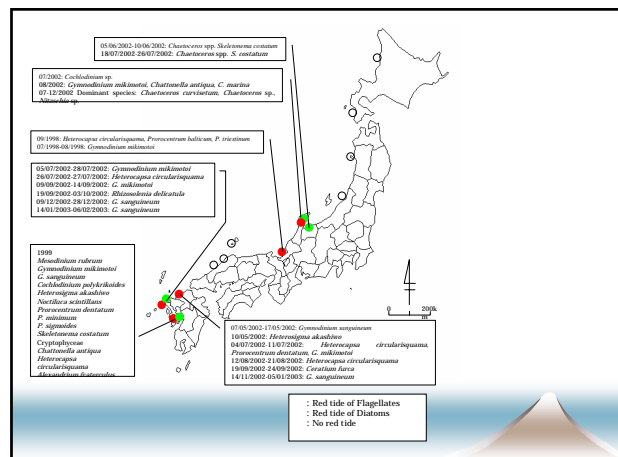 05/06/2002-10/06/2002: Chaetoceros spp. Skeletonema costatum
18/07/2002-26/07/2002: Chaetoceros spp. S. costatum
07/2002: Cochlodinium sp.
08/2002: Gymnodinium mikimotoi, Chattonella antiqua, C. marina
07-12/2002 Dominant species: Chaetoceros curvisetum, Chaetoceros sp.,
Nitzschia sp.
09/1998: Heterocapsa circularisquama, Prorocentrum balticum, P. triestinum
07/1998-08/1998: Gymnodinium mikimotoi
05/07/2002-28/07/2002: Gymnodinium mikimotoi
26/07/2002-27/07/2002: Heterocapsa circularisquama
09/09/2002-14/09/2002: G. mikimotoi
19/09/2002-03/10/2002: Rhizoselenia delicatula
09/12/2002-28/12/2002: G. sanguineum
14/01/2003-06/02/2003: G. sanguineum
1999
Mesodinium rubrum
Gymnodinium mikimotoi
G. sanguineum
Cochlodinium polykrikoides
Heterosigma akashiwo
Noctiluca scintillans
Prorocentrum dentatum
P. minimum
P. sigmoides
Skeletonema costatum
Cryptophyceae
Chattonella antiqua
Heterocapsa
circularisquama
Alexandrium fraterculus
0 200k
m
07/05/2002-17/05/2002: Gymnodinium sanguineum
10/05/2002: Heterosigma akashiwo
04/07/2002-11/07/2002: Heterocapsa circularisquama,
Prorocentrum dentatum, G. mikimotoi
12/08/2002-21/08/2002: Heterocapsa circularisquama
19/09/2002-24/09/2002: Ceratium furca
14/11/2002-05/01/2003: G. sanguineum
: Red tide of Flagellates
: Red tide of Diatoms
: No red tide